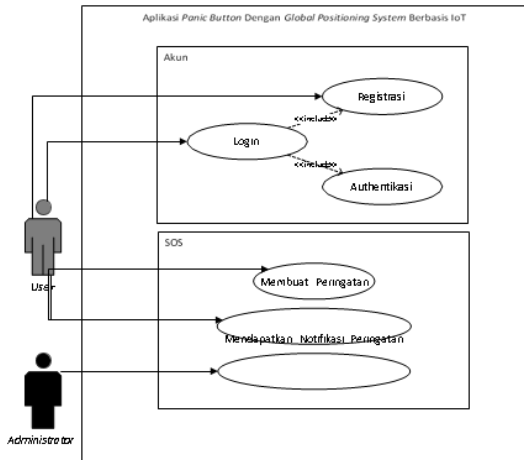 Aplikasi Panic Button Dengan Global Positioning System Berbasis IoT
Akun
Registrasi
<<include>>
Login
<<include>>
Authentikasi
User
SOS
Membuat Peringatan
Mendapatkan Notifikasi Peringatan
Administrator